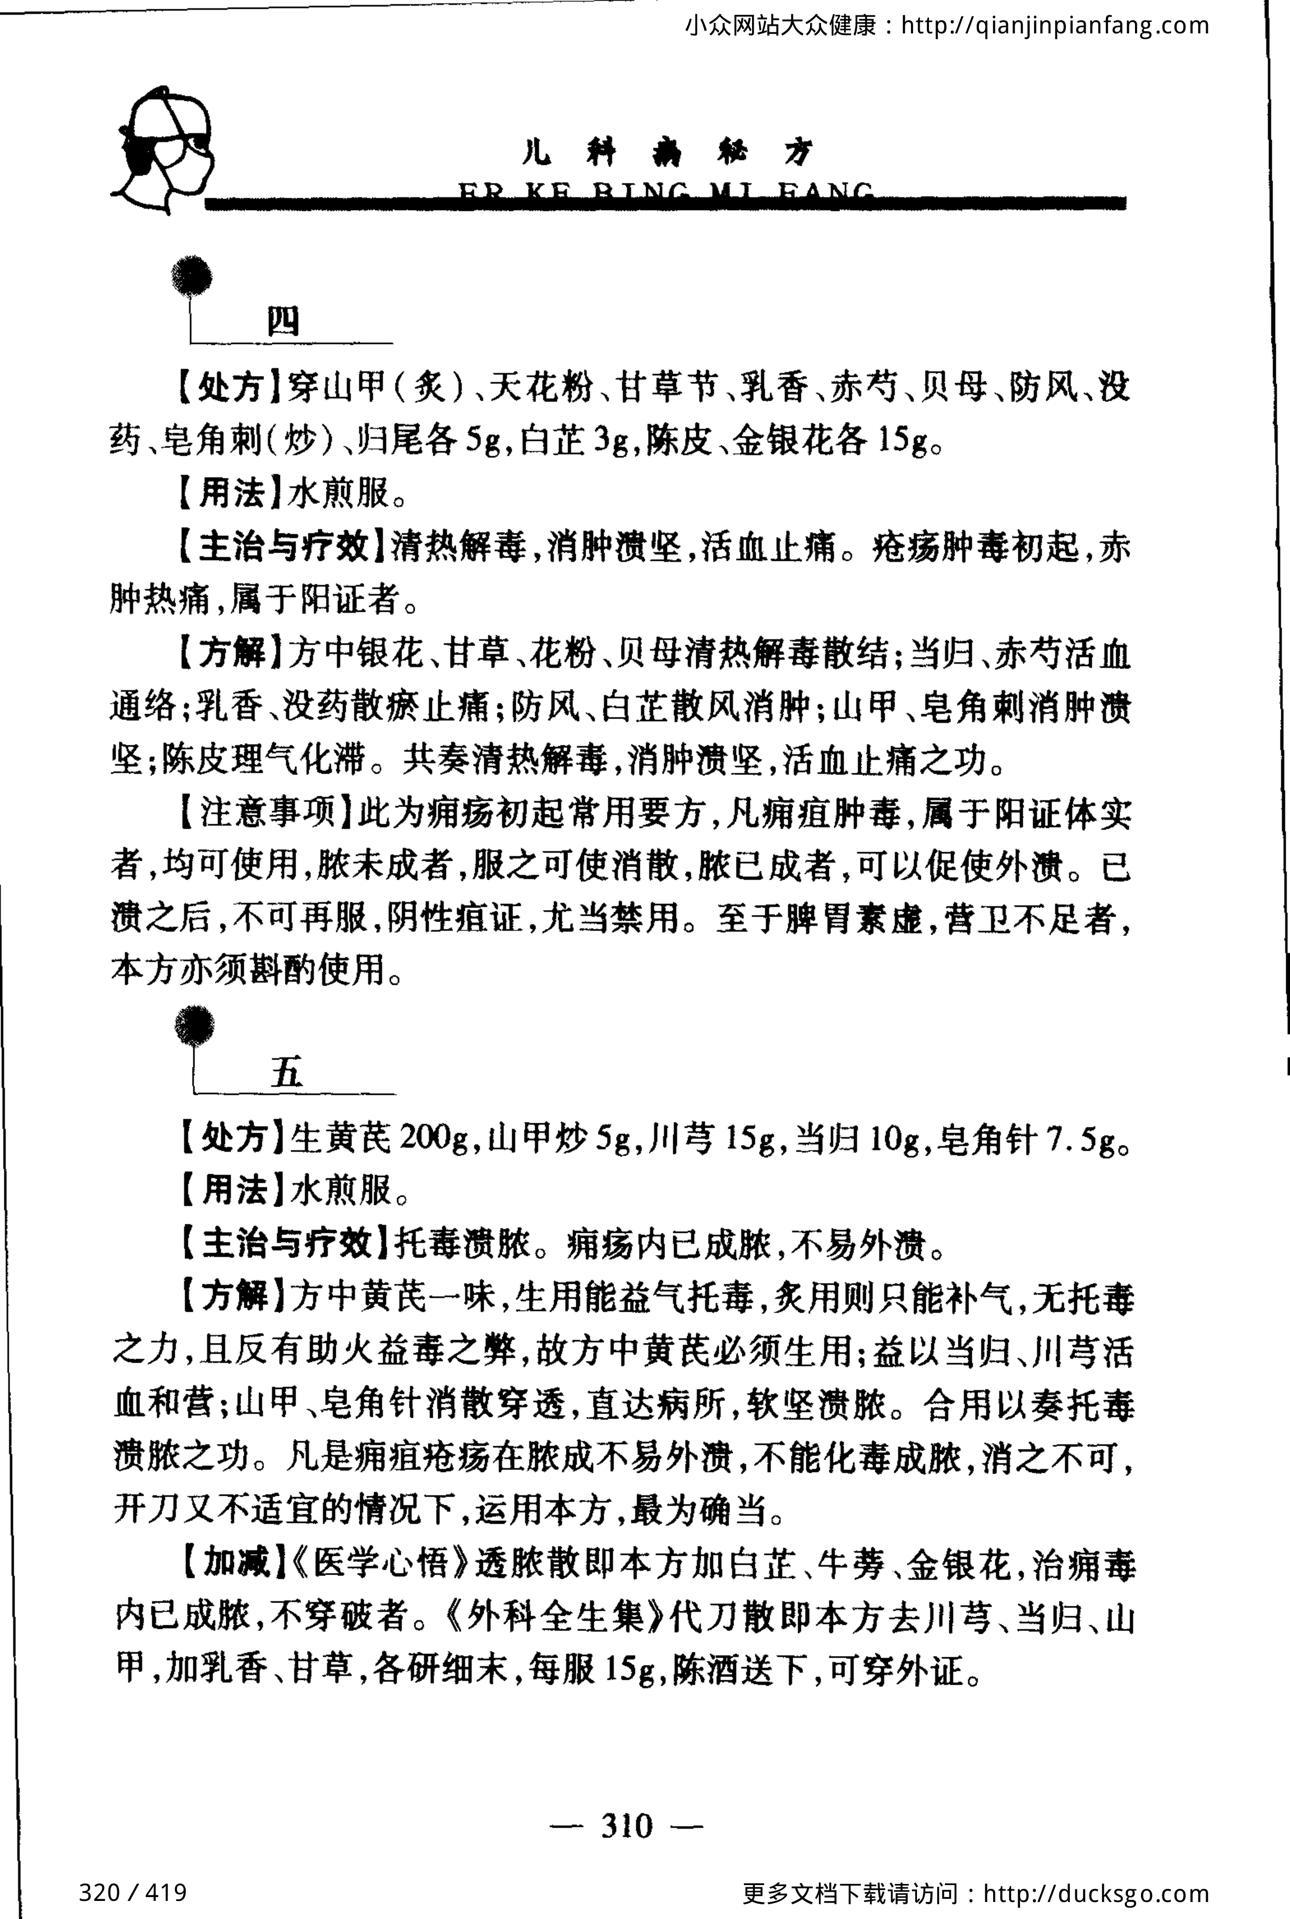 小众网站大众健康：http://qianjinpianfang.com
儿科病秘方
ER KE BING MI FANG
四
【处方】穿山甲(炙)、天花粉、甘草节、乳香、赤芍、贝母、防风、没
药、皂角刺(炒)、归尾各5g,白芷3g,陈皮、金银花各15g。
【用法】水煎服。
【主治与疗效】清热解毒,消肿溃坚,活血止痛。疮疡肿毒初起,赤
肿热痛,属于阳证者。
【方解】方中银花、甘草、花粉、贝母清热解毒散结;当归、赤芍活血
通络;乳香、没药散瘀止痛;防风、白芷散风消肿;山甲、皂角刺消肿溃
坚;陈皮理气化滞。共奏清热解毒,消肿溃坚,活血止痛之功。
【注意事项】此为痈疡初起常用要方,凡痈疽肿毒,属于阳证体实
者,均可使用,脓未成者,服之可使消散,脓已成者,可以促使外溃。已
溃之后,不可再服,阴性疽证,尤当禁用。至于脾胃素虚,营卫不足者,
本方亦须斟酌使用。
五
【处方】生黄芪200g,山甲炒5g,川芎15g,当归10g,皂角针7.5g。
【用法】水煎服。
【主治与疗效】托毒溃脓。痈疡内已成脓,不易外溃。
【方解】方中黄芪一味,生用能益气托毒,炙用则只能补气,无托毒
之力,且反有助火益毒之弊,故方中黄芪必须生用;益以当归、川芎活
血和营;山甲、皂角针消散穿透,直达病所,软坚溃脓。合用以奏托毒
溃脓之功。凡是痈疽疮疡在脓成不易外溃,不能化毒成脓,消之不可,
开刀又不适宜的情况下,运用本方,最为确当。
【加减】《医学心悟》透脓散即本方加白芷、牛蒡、金银花,治痈毒
内已成脓,不穿破者。《外科全生集》代刀散即本方去川芎、当归、山
甲,加乳香、甘草,各研细末,每服15g,陈酒送下,可穿外证。
— 310 —
320 / 419
更多文档下载请访问：http://ducksgo.com